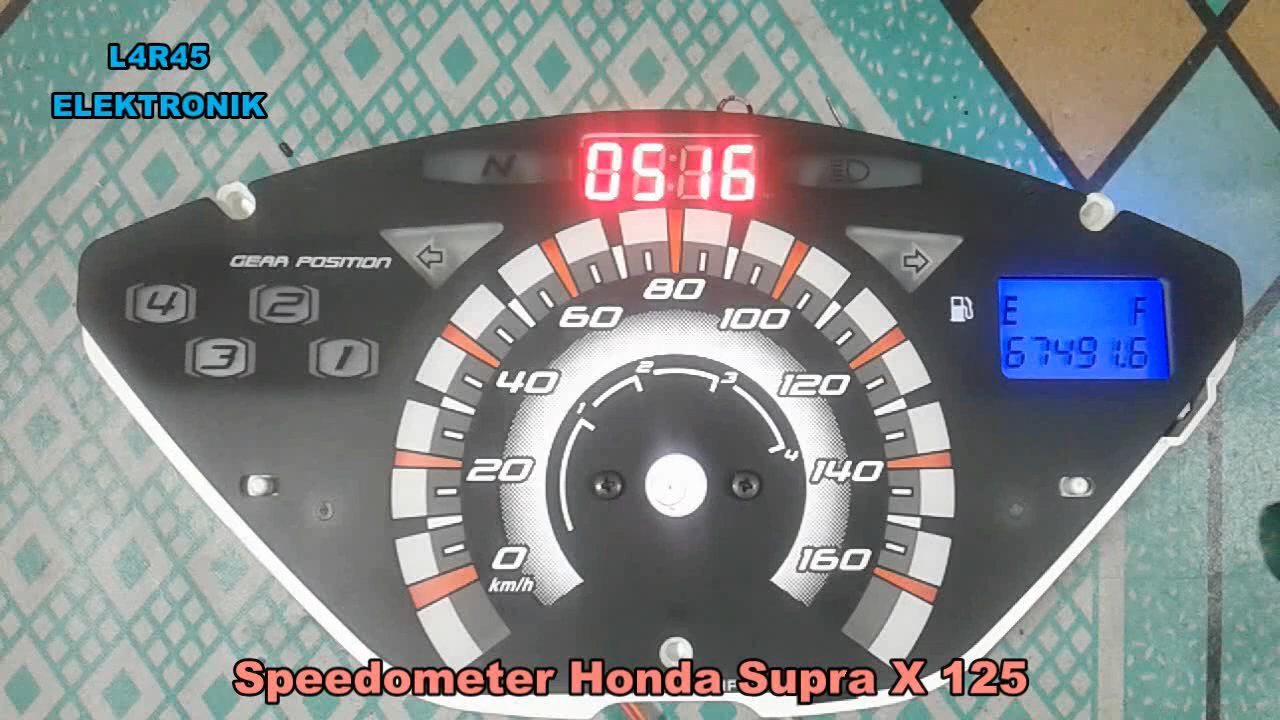 L4R45
ELEKTRONIK
N
0516
GEAR POSITION
4 2
3 1
E F
67491.6
80
60 100
40 120
20 140
0 160
km/h
1 2 3 4
Speedometer Honda Supra X 125